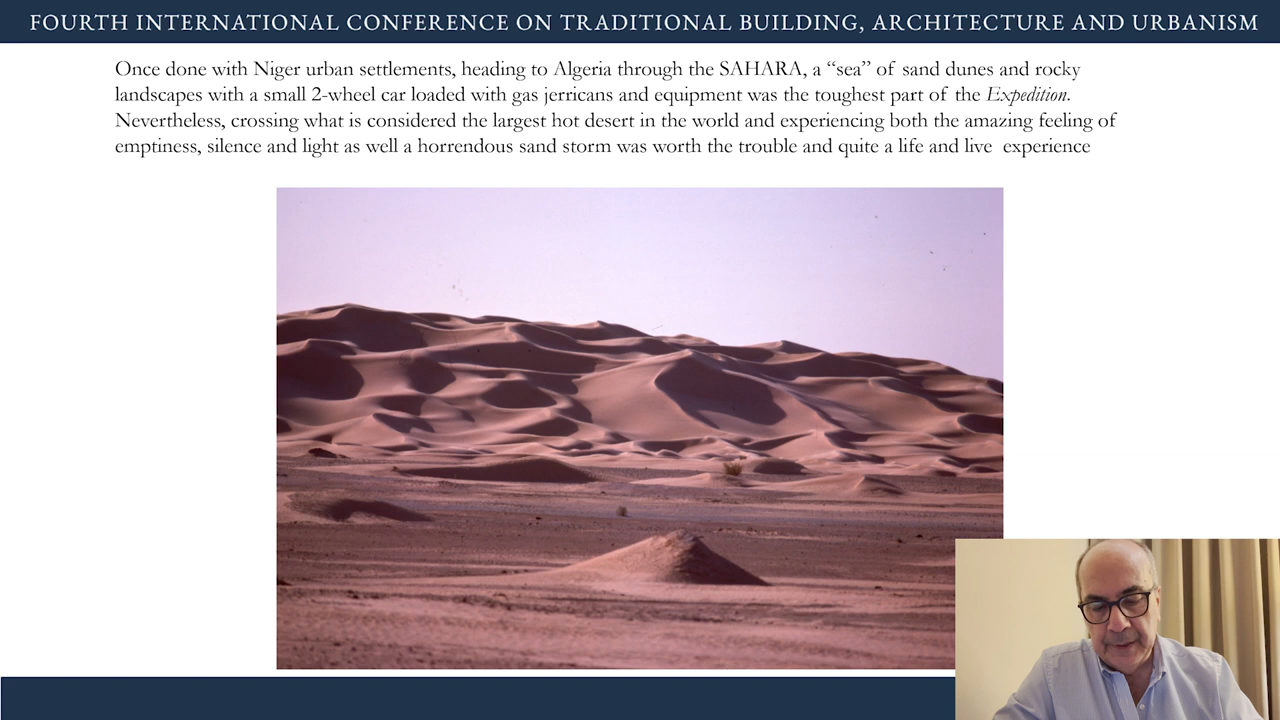 FOURTH INTERNATIONAL CONFERENCE ON TRADITIONAL BUILDING, ARCHITECTURE AND URBANISM
Once done with Niger urban settlements, heading to Algeria through the SAHARA, a “sea” of sand dunes and rocky
landscapes with a small 2-wheel car loaded with gas jerricans and equipment was the toughest part of the Expedition.
Nevertheless, crossing what is considered the largest hot desert in the world and experiencing both the amazing feeling of
emptiness, silence and light as well a horrendous sand storm was worth the trouble and quite a life and live experience